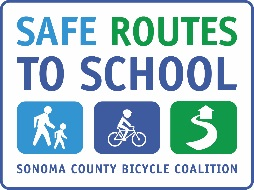 SAFE ROUTES
TO SCHOOL
SONOMA COUNTY BICYCLE COALITION